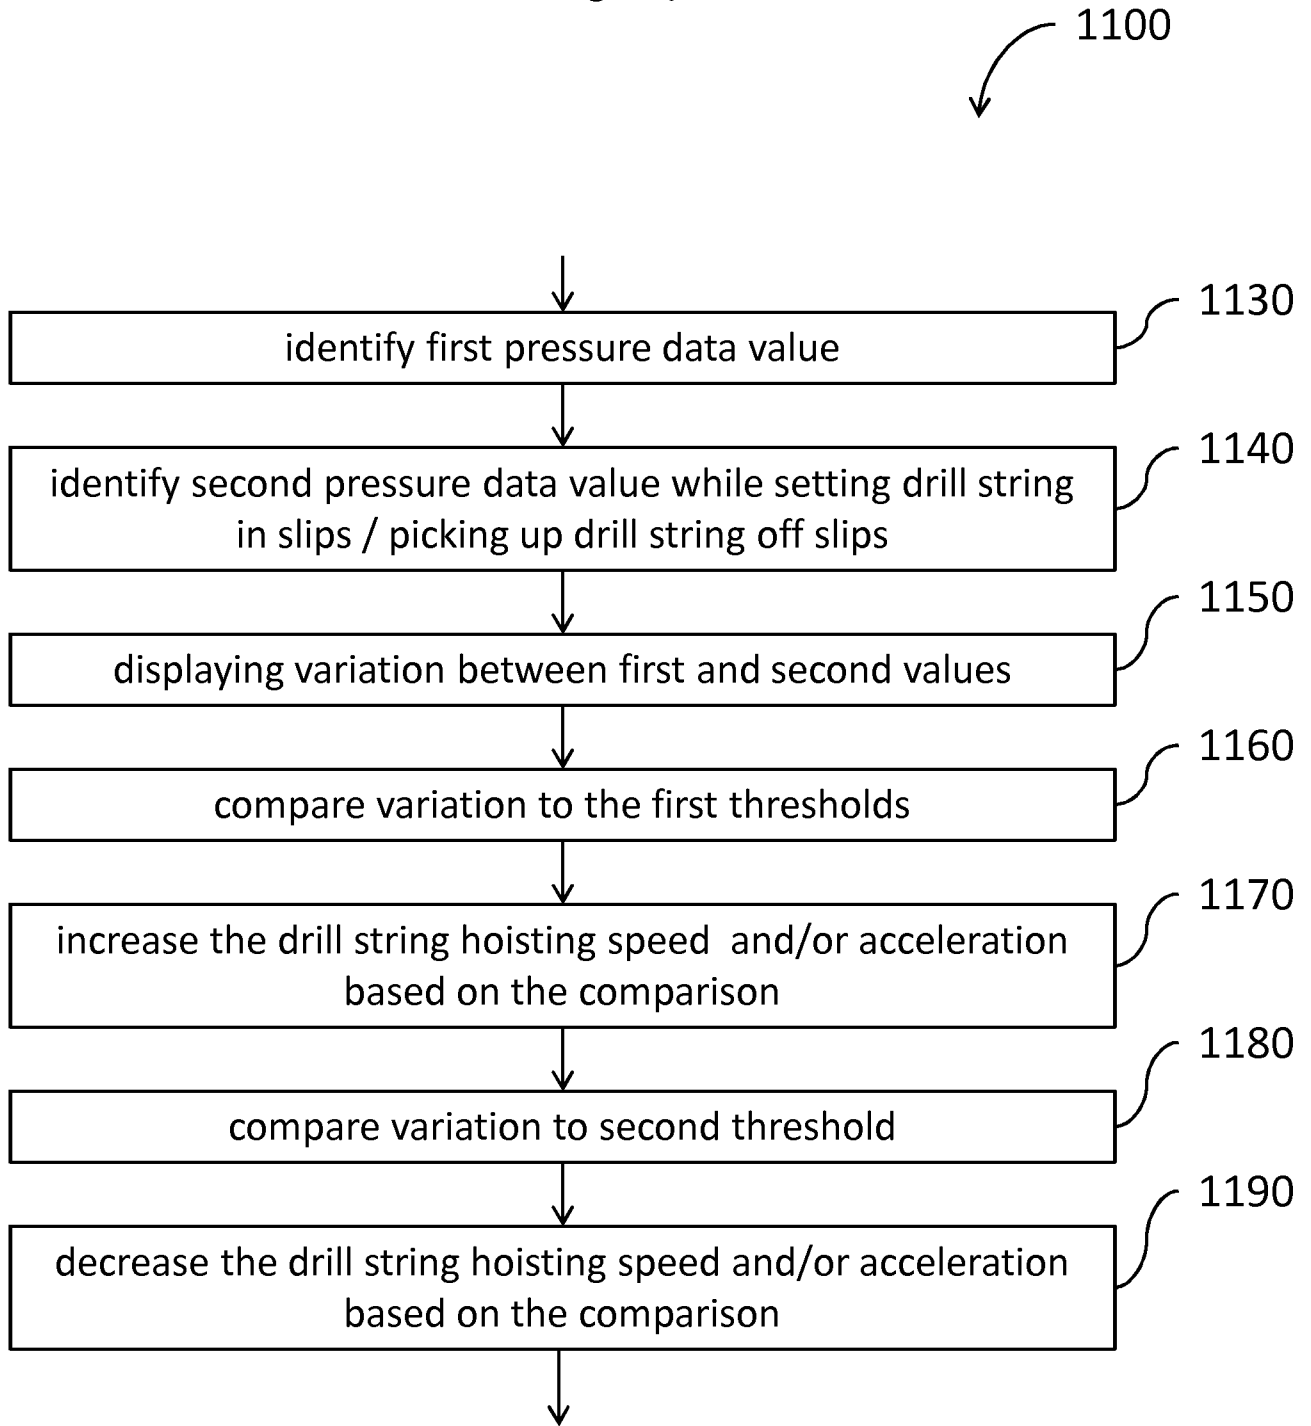 1100
1130
identify first pressure data value
1140
identify second pressure data value while setting drill string
in slips / picking up drill string off slips
1150
displaying variation between first and second values
1160
compare variation to the first thresholds
1170
increase the drill string hoisting speed and/or acceleration
based on the comparison
1180
compare variation to second threshold
1190
decrease the drill string hoisting speed and/or acceleration
based on the comparison